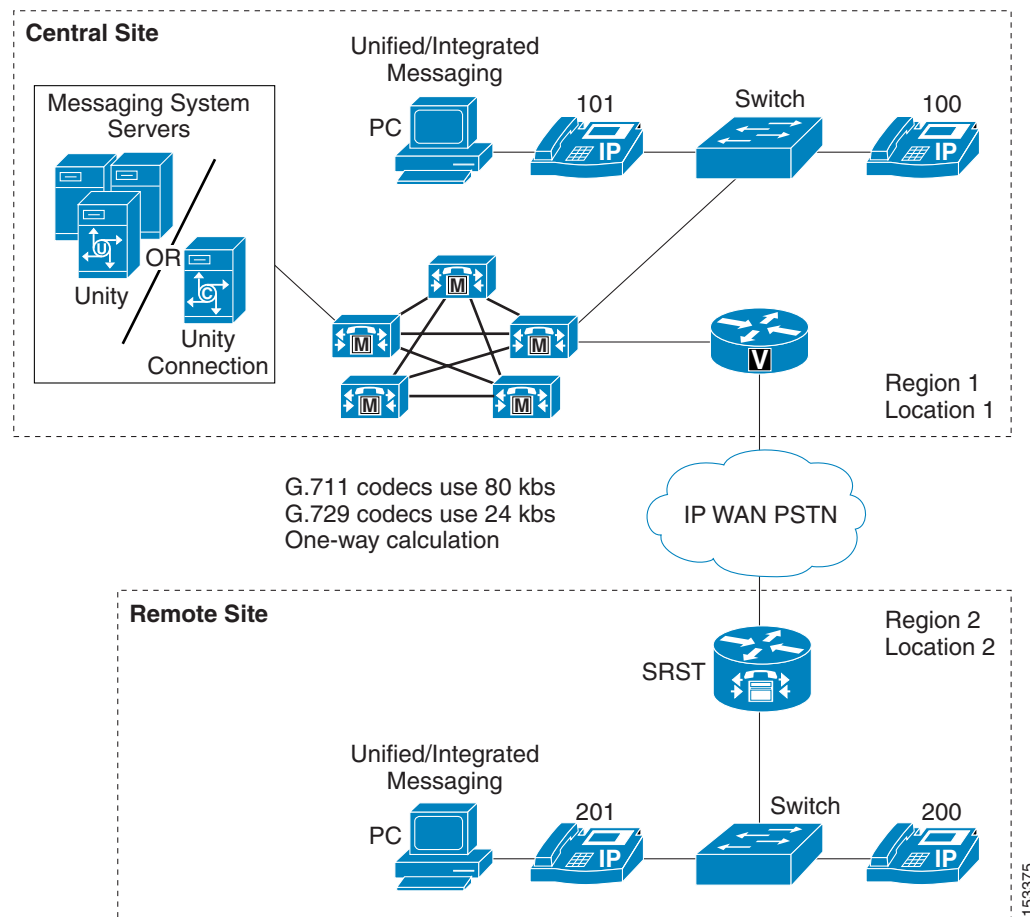 Central Site
Unified/Integrated
Messaging
Messaging System
Servers
PC
101
IP
Switch
100
IP
U
OR
C
Unity
Unity
Connection
M
M
M
M
M
V
Region 1
Location 1
G.711 codecs use 80 kbs
G.729 codecs use 24 kbs
One-way calculation
IP WAN PSTN
Remote Site
Region 2
Location 2
SRST
Unified/Integrated
Messaging
PC
201
IP
Switch
200
IP
153375